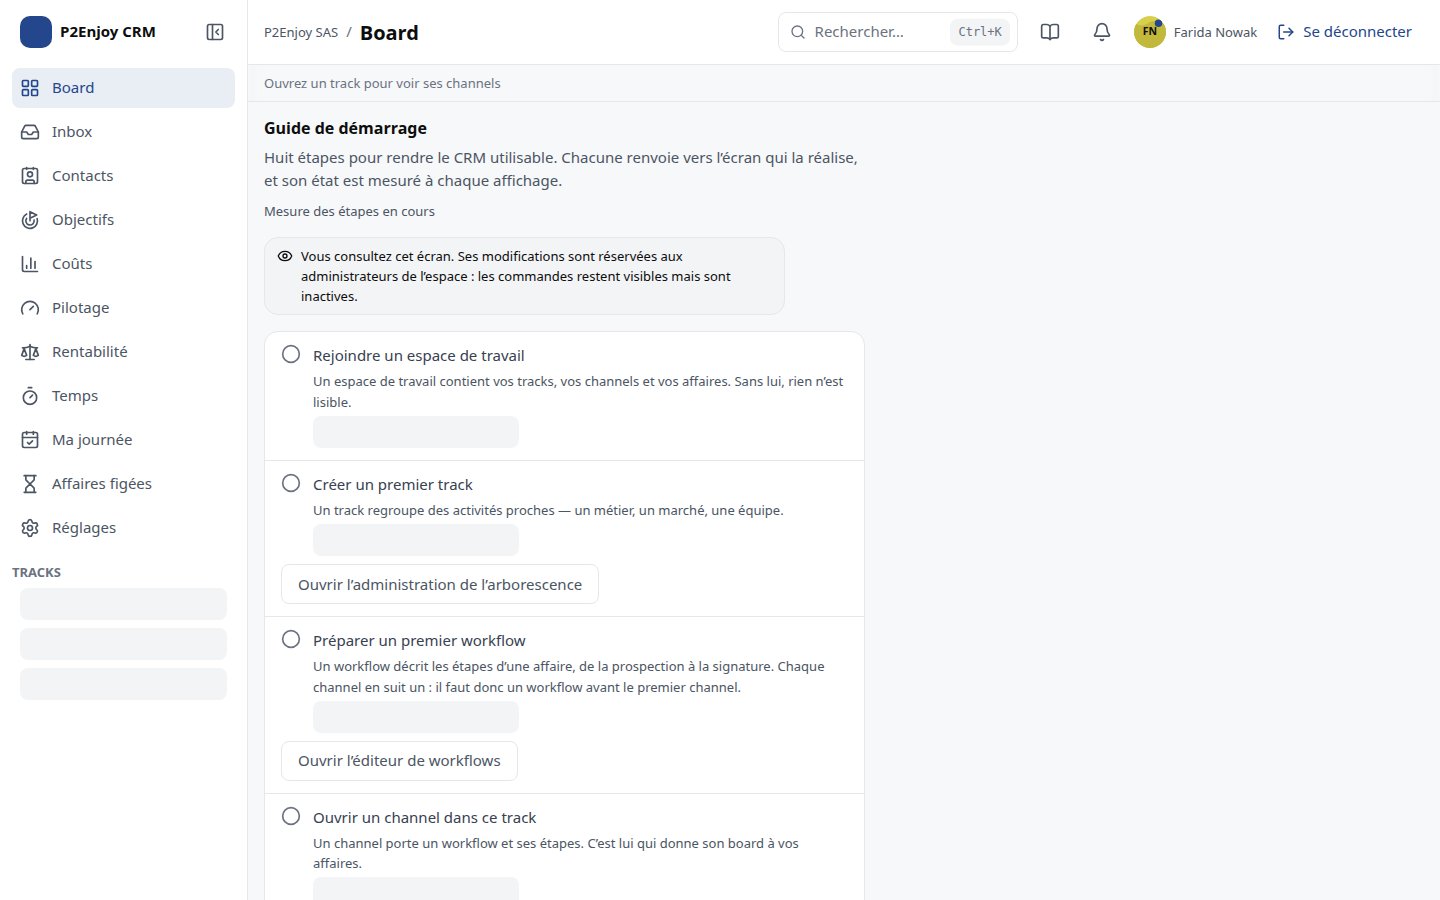 P2Enjoy CRM
P2Enjoy SAS / Board
Rechercher... Ctrl+K
FN
Farida Nowak
Se déconnecter
Board
Inbox
Contacts
Objectifs
Coûts
Pilotage
Rentabilité
Temps
Ma journée
Affaires figées
Réglages
TRACKS
Ouvrez un track pour voir ses channels
Guide de démarrage
Huit étapes pour rendre le CRM utilisable. Chacune renvoie vers l’écran qui la réalise,
et son état est mesuré à chaque affichage.
Mesure des étapes en cours
Vous consultez cet écran. Ses modifications sont réservées aux
administrateurs de l’espace : les commandes restent visibles mais sont
inactives.
Rejoindre un espace de travail
Un espace de travail contient vos tracks, vos channels et vos affaires. Sans lui, rien n’est
lisible.
Créer un premier track
Un track regroupe des activités proches — un métier, un marché, une équipe.
Ouvrir l’administration de l’arborescence
Préparer un premier workflow
Un workflow décrit les étapes d’une affaire, de la prospection à la signature. Chaque
channel en suit un : il faut donc un workflow avant le premier channel.
Ouvrir l’éditeur de workflows
Ouvrir un channel dans ce track
Un channel porte un workflow et ses étapes. C’est lui qui donne son board à vos
affaires.